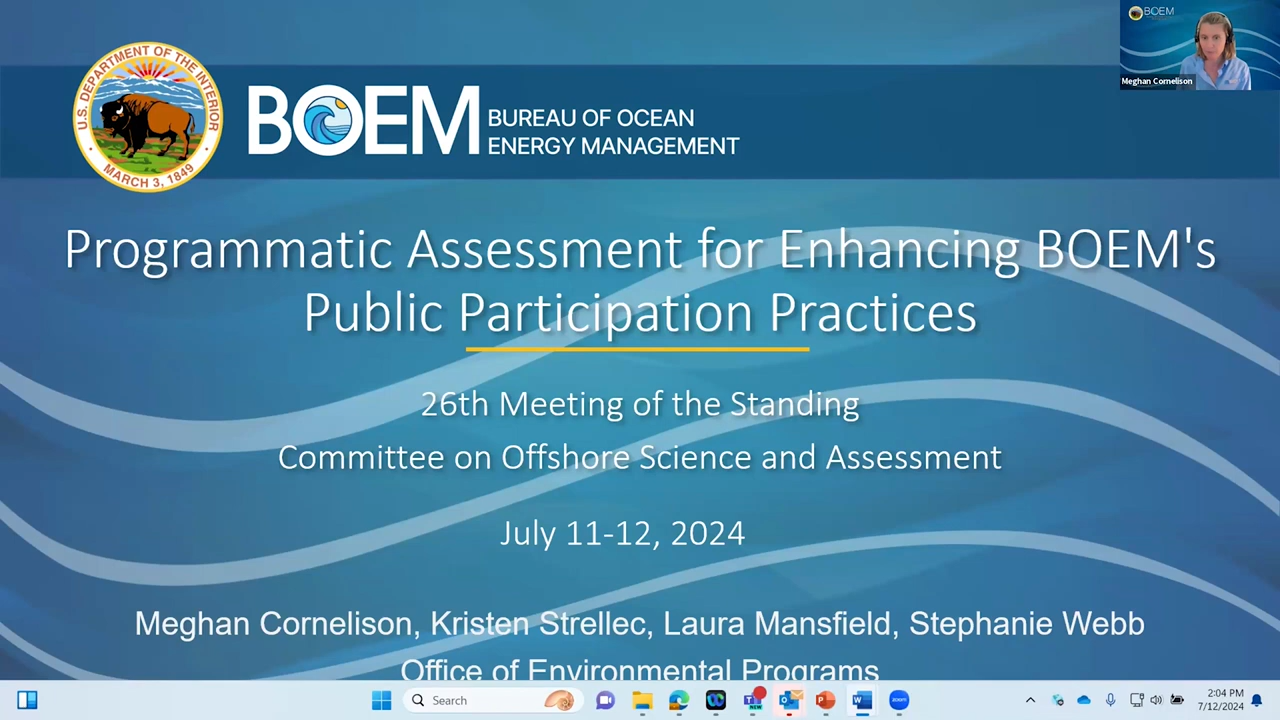 BOEM
Meghan Cornelison
U.S. DEPARTMENT OF THE INTERIOR
MARCH 3, 1849
BOEM
BUREAU OF OCEAN
ENERGY MANAGEMENT
Programmatic Assessment for Enhancing BOEM's
Public Participation Practices
26th Meeting of the Standing
Committee on Offshore Science and Assessment
July 11-12, 2024
Meghan Cornelison, Kristen Strellec, Laura Mansfield, Stephanie Webb
Office of Environmental Programs
Search
NEW
zoom
2:04 PM
7/12/2024